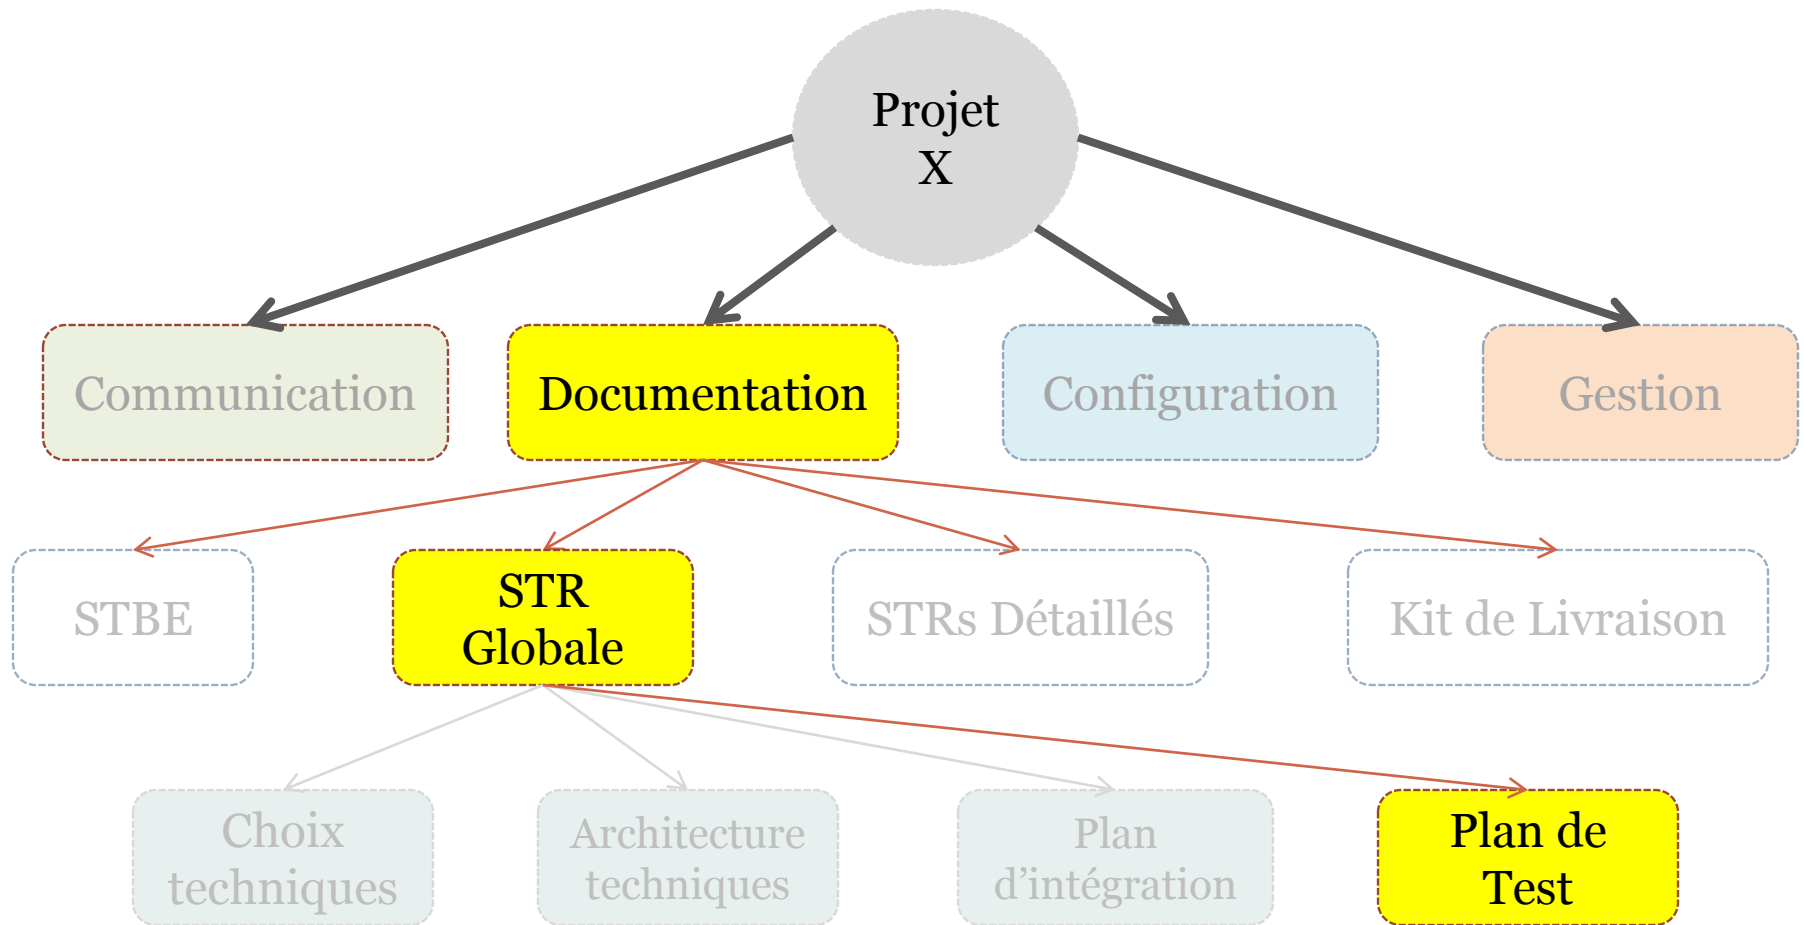 Projet
X
Communication
Documentation
Configuration
Gestion
STBE
STR
Globale
STRs Détaillés
Kit de Livraison
Choix
techniques
Architecture
techniques
Plan
d’intégration
Plan de
Test